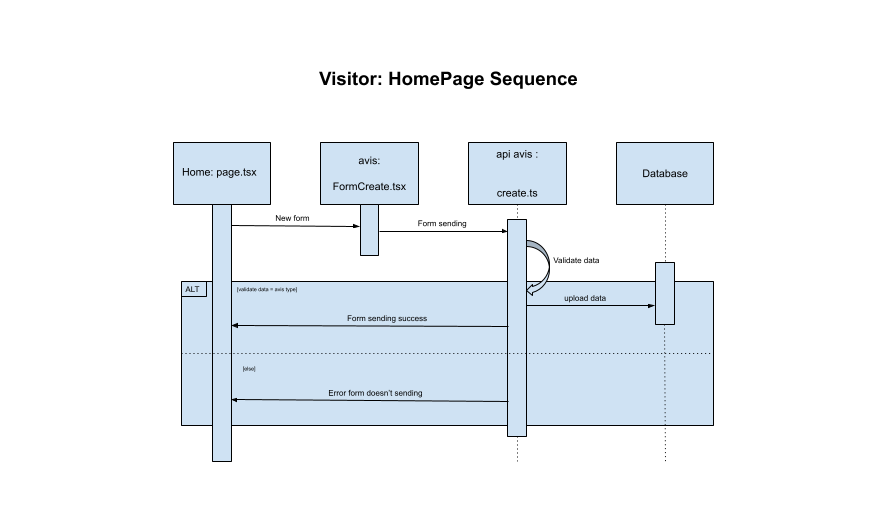 Visitor: HomePage Sequence
Home: page.tsx
avis:
FormCreate.tsx
api avis :
create.ts
Database
New form
Form sending
Validate data
ALT
[validate data = avis type]
upload data
Form sending success
[else]
Error form doesn't sending